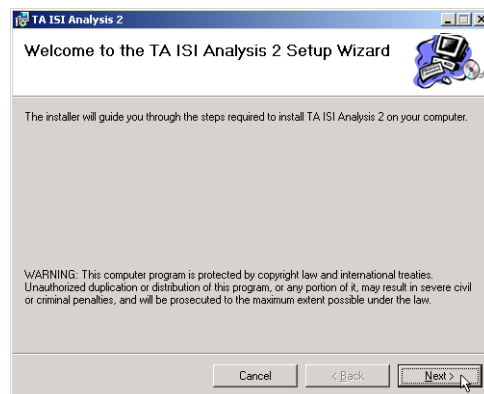 TA ISI Analysis 2
Welcome to the TA ISI Analysis 2 Setup Wizard
The installer will guide you through the steps required to install TA ISI Analysis 2 on your computer.
WARNING: This computer program is protected by copyright law and international treaties.
Unauthorized duplication or distribution of this program, or any portion of it, may result in severe civil
or criminal penalties, and will be prosecuted to the maximum extent possible under the law.
Cancel
< Back
Next >